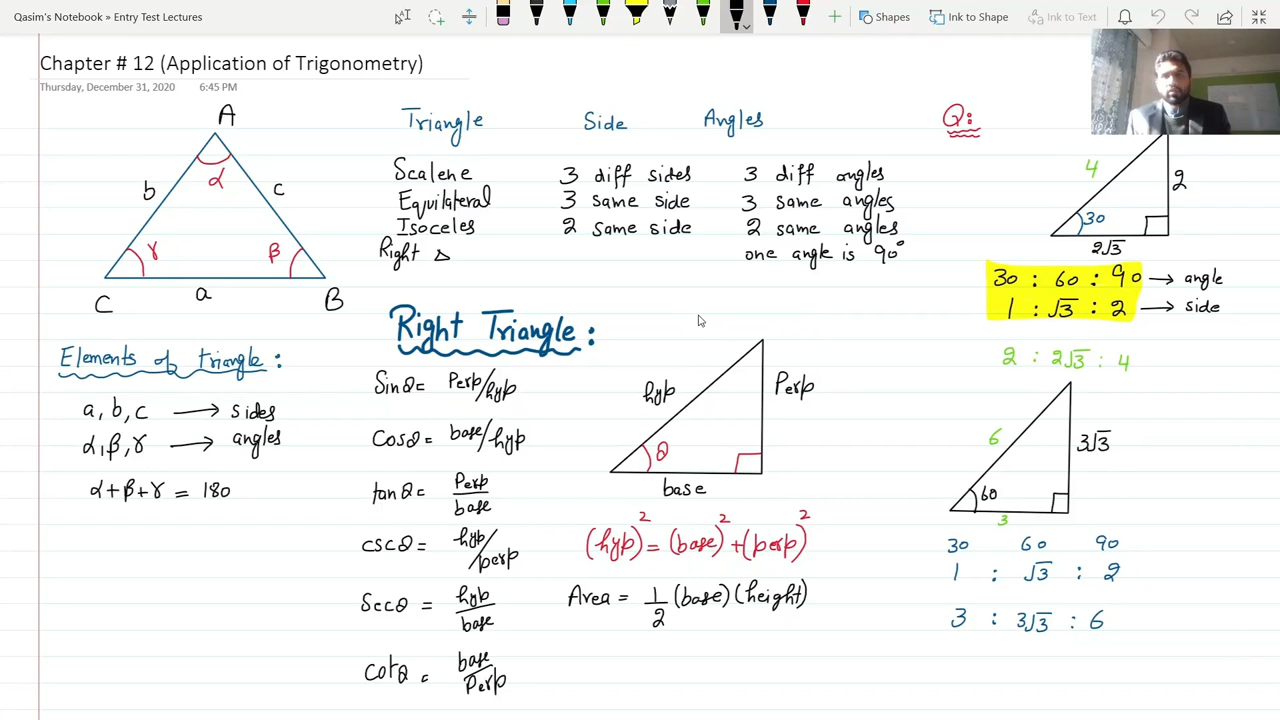 Qasim's Notebook » Entry Test Lectures
Shapes
Ink to Shape
Ink to Text
Chapter # 12 (Application of Trigonometry)
Thursday, December 31, 2020 6:45 PM
A
α
b
c
γ
β
C
a
B
Elements of triangle :
a, b, c → sides
α, β, γ → angles
α+β+γ = 180
Triangle Side Angles
Scalene 3 diff sides 3 diff angles
Equilateral 3 same side 3 same angles
Isoceles 2 same side 2 same angles
Right △ one angle is 90°
Right Triangle :
Sinθ = Perp/hyp
Cosθ = base/hyp
tanθ = Perp/base
cscθ = hyp/perp
Secθ = hyp/base
cotθ = base/Perp
hyp
Perp
θ
base
(hyp)² = (base)² + (perp)²
Area = 1/2 (base)(height)
Q:
4
2
30
2√3
30 : 60 : 90 → angle
1 : √3 : 2 → side
2 : 2√3 : 4
6
3√3
60
3
30 60 90
1 : √3 : 2
3 : 3√3 : 6